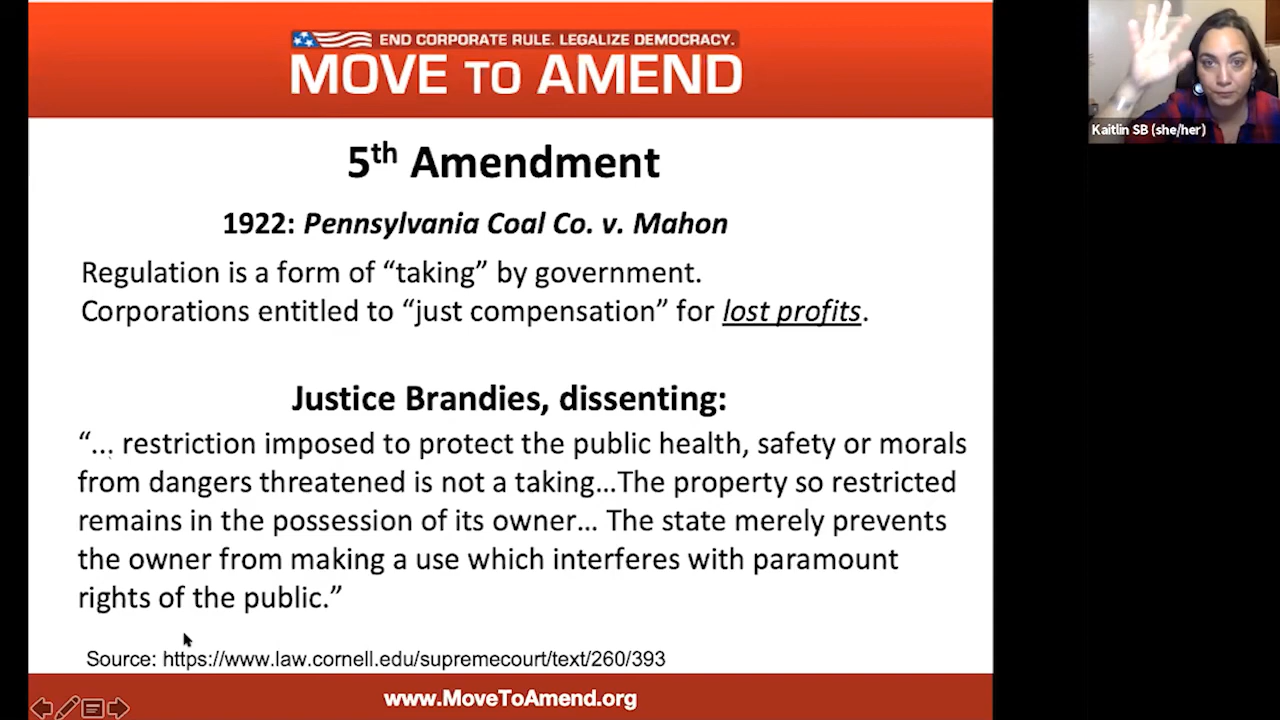 END CORPORATE RULE. LEGALIZE DEMOCRACY.
MOVE TO AMEND
Kaitlin SB (she/her)
5th Amendment
1922: Pennsylvania Coal Co. v. Mahon
Regulation is a form of “taking” by government.
Corporations entitled to “just compensation” for lost profits.
Justice Brandies, dissenting:
“... restriction imposed to protect the public health, safety or morals
from dangers threatened is not a taking…The property so restricted
remains in the possession of its owner… The state merely prevents
the owner from making a use which interferes with paramount
rights of the public.”
Source: https://www.law.cornell.edu/supremecourt/text/260/393
www.MoveToAmend.org